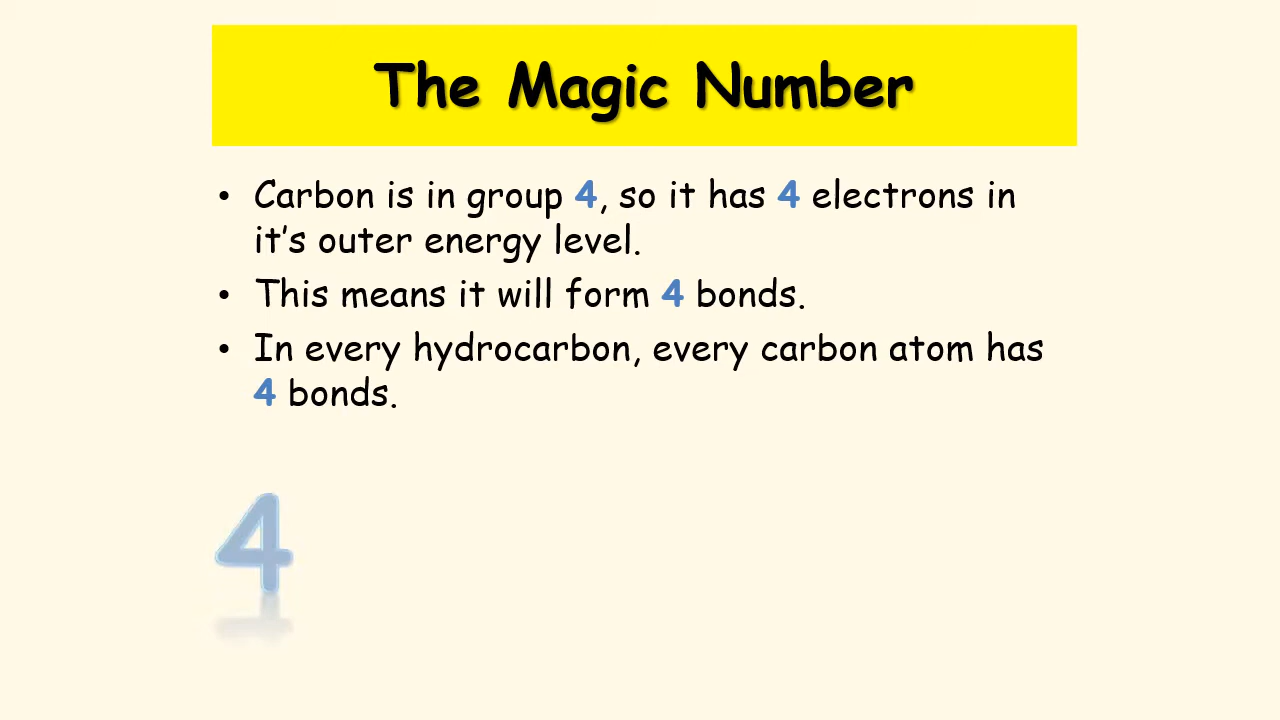 The Magic Number
• Carbon is in group 4, so it has 4 electrons in
it’s outer energy level.
• This means it will form 4 bonds.
• In every hydrocarbon, every carbon atom has
4 bonds.
4